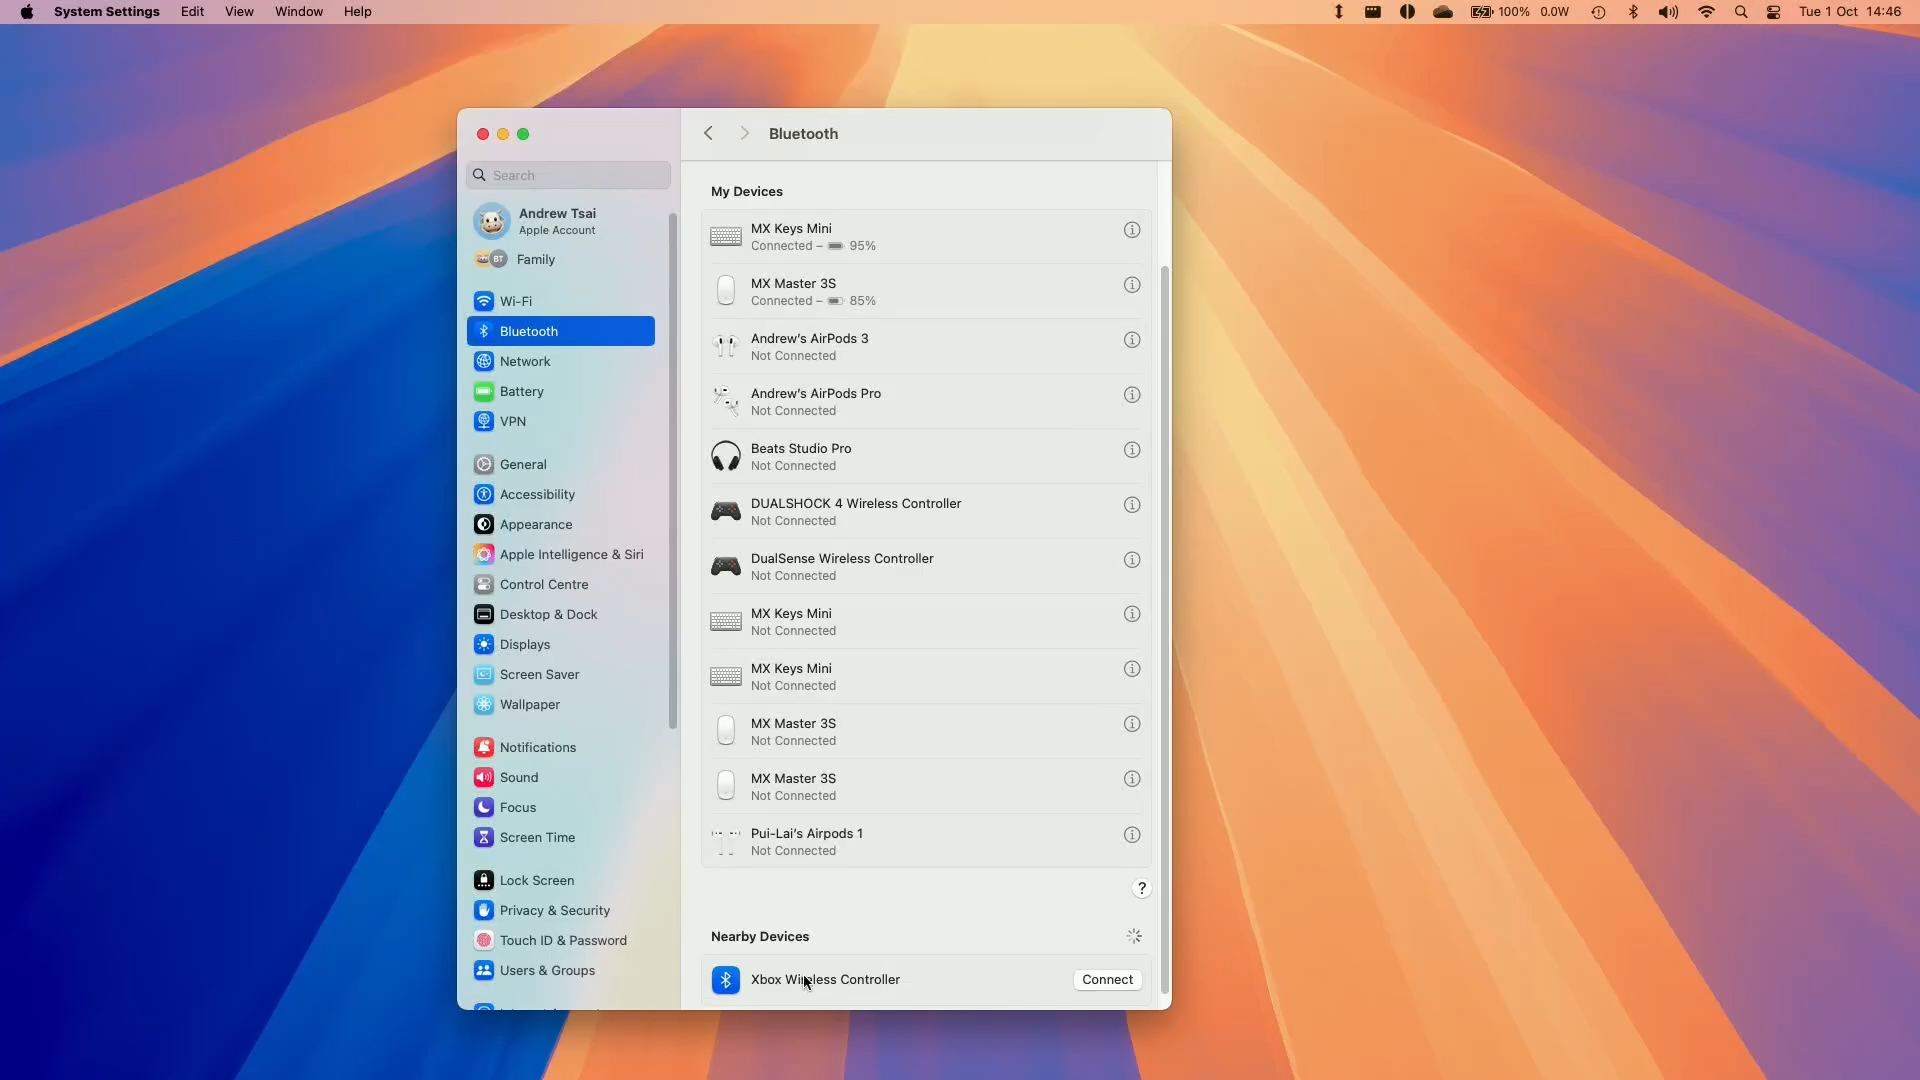 System Settings Edit View Window Help
100% 0.0W Tue 1 Oct 14:46
Search
Andrew Tsai
Apple Account
BT Family
Wi-Fi
Bluetooth
Network
Battery
VPN
General
Accessibility
Appearance
Apple Intelligence & Siri
Control Centre
Desktop & Dock
Displays
Screen Saver
Wallpaper
Notifications
Sound
Focus
Screen Time
Lock Screen
Privacy & Security
Touch ID & Password
Users & Groups
Bluetooth
My Devices
MX Keys Mini
Connected – 95%
MX Master 3S
Connected – 85%
Andrew's AirPods 3
Not Connected
Andrew's AirPods Pro
Not Connected
Beats Studio Pro
Not Connected
DUALSHOCK 4 Wireless Controller
Not Connected
DualSense Wireless Controller
Not Connected
MX Keys Mini
Not Connected
MX Keys Mini
Not Connected
MX Master 3S
Not Connected
MX Master 3S
Not Connected
Pui-Lai's Airpods 1
Not Connected
?
Nearby Devices
Xbox Wireless Controller Connect